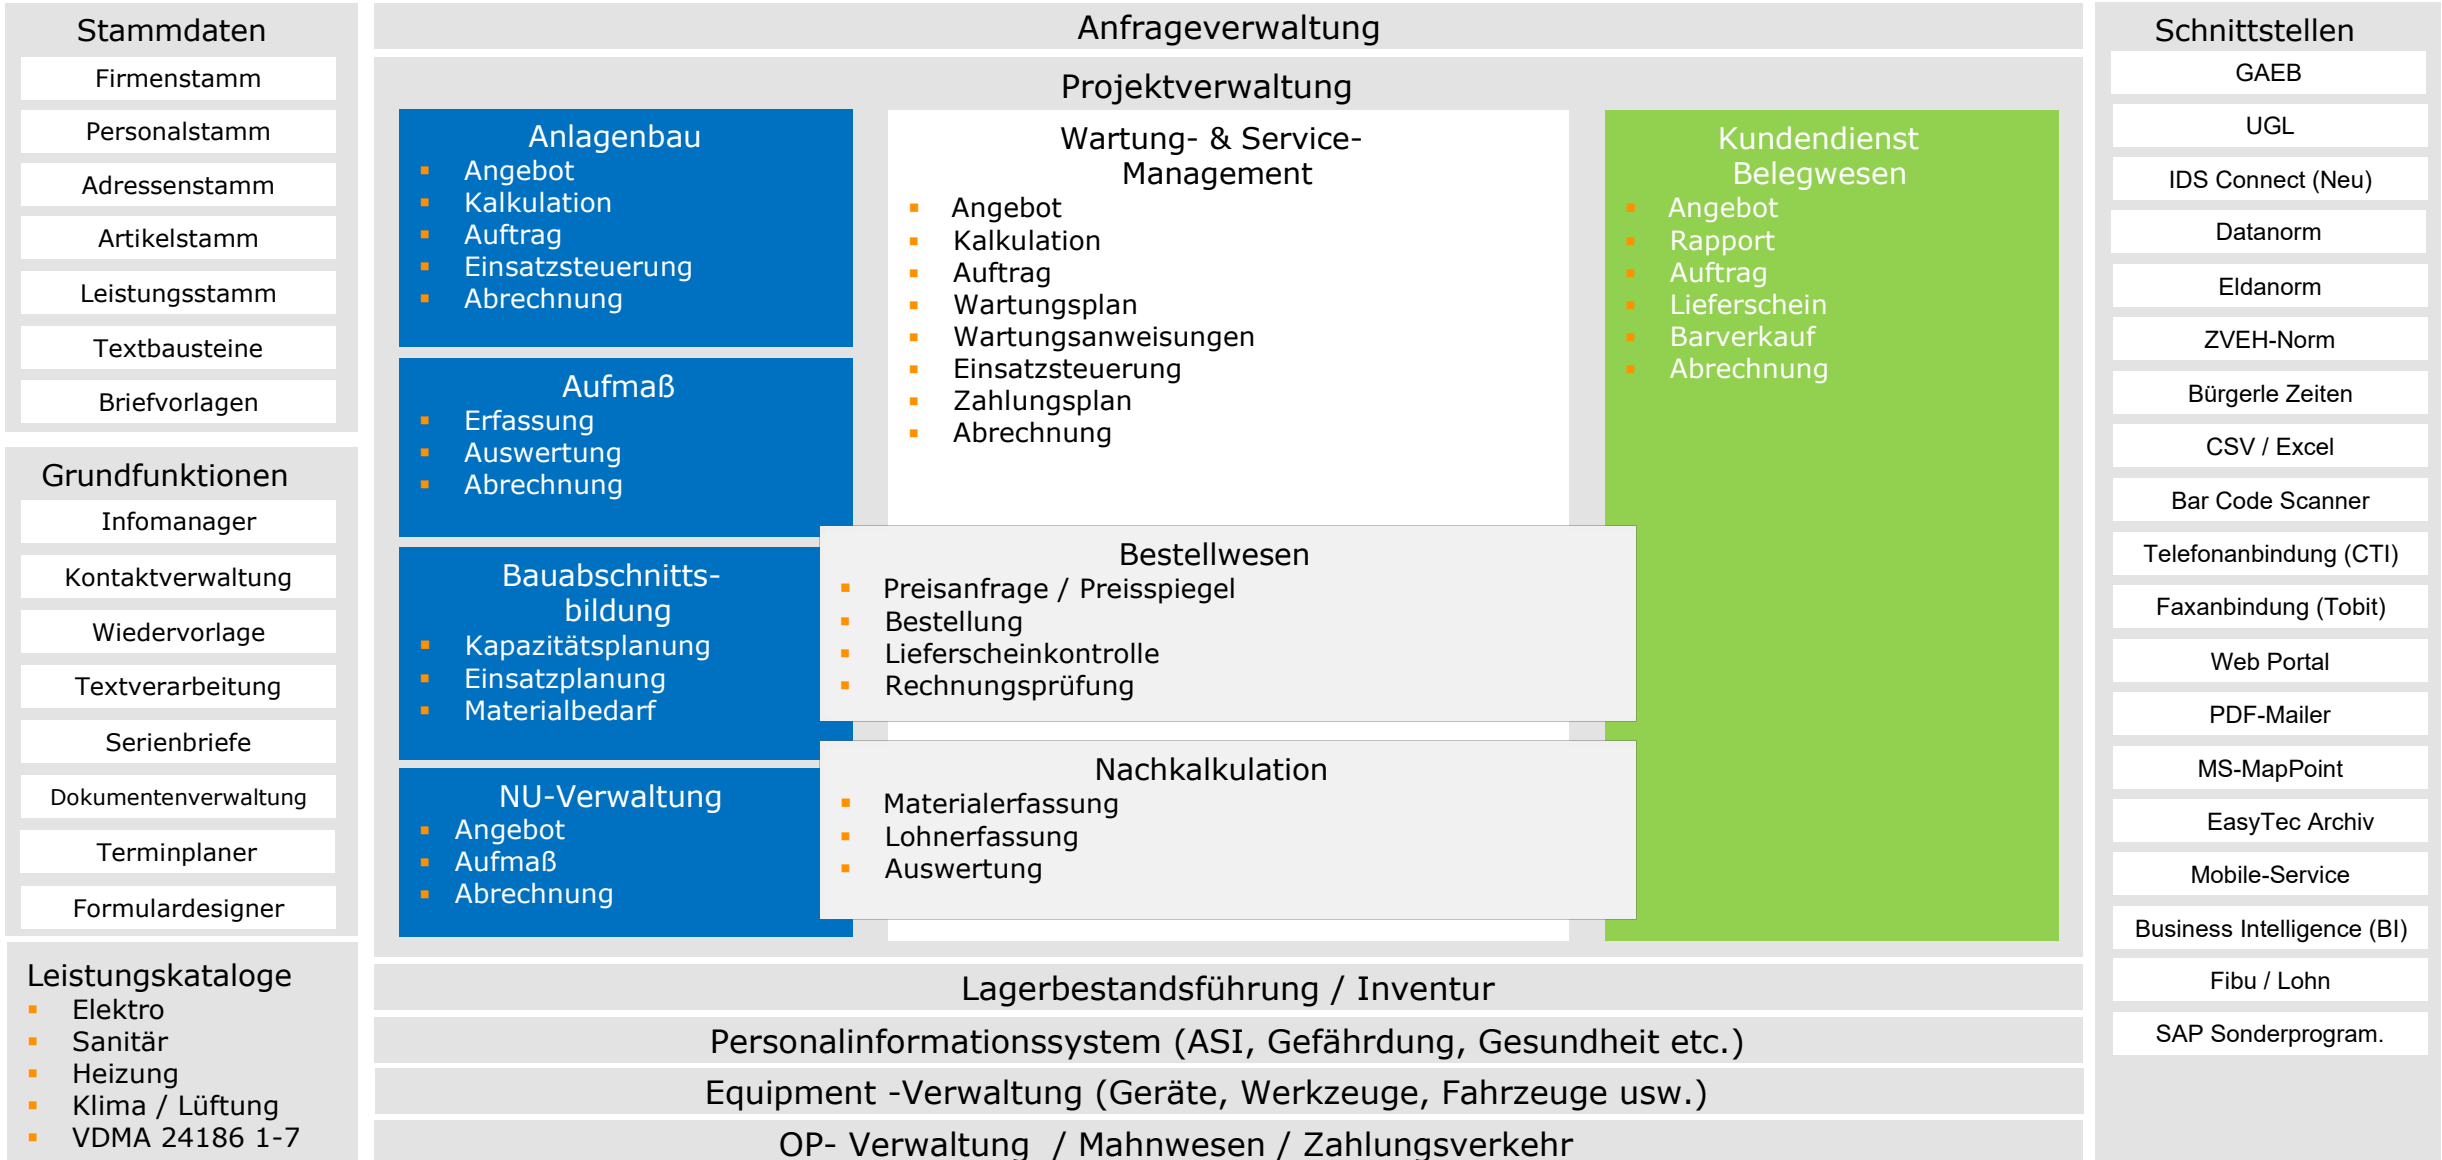 Stammdaten
Firmenstamm
Personalstamm
Adressenstamm
Artikelstamm
Leistungsstamm
Textbausteine
Briefvorlagen
Grundfunktionen
Infomanager
Kontaktverwaltung
Wiedervorlage
Textverarbeitung
Serienbriefe
Dokumentenverwaltung
Terminplaner
Formulardesigner
Leistungskataloge
Elektro
Sanitär
Heizung
Klima / Lüftung
VDMA 24186 1-7
Anfrageverwaltung
Projektverwaltung
Anlagenbau
Angebot
Kalkulation
Auftrag
Einsatzsteuerung
Abrechnung
Aufmaß
Erfassung
Auswertung
Abrechnung
Bauabschnitts-
bildung
Kapazitätsplanung
Einsatzplanung
Materialbedarf
NU-Verwaltung
Angebot
Aufmaß
Abrechnung
Wartung- & Service-
Management
Angebot
Kalkulation
Auftrag
Wartungsplan
Wartungsanweisungen
Einsatzsteuerung
Zahlungsplan
Abrechnung
Bestellwesen
Preisanfrage / Preisspiegel
Bestellung
Lieferscheinkontrolle
Rechnungsprüfung
Nachkalkulation
Materialerfassung
Lohnerfassung
Auswertung
Kundendienst
Belegwesen
Angebot
Rapport
Auftrag
Lieferschein
Barverkauf
Abrechnung
Lagerbestandsführung / Inventur
Personalinformationssystem (ASI, Gefährdung, Gesundheit etc.)
Equipment -Verwaltung (Geräte, Werkzeuge, Fahrzeuge usw.)
OP- Verwaltung / Mahnwesen / Zahlungsverkehr
Schnittstellen
GAEB
UGL
IDS Connect (Neu)
Datanorm
Eldanorm
ZVEH-Norm
Bürgerle Zeiten
CSV / Excel
Bar Code Scanner
Telefonanbindung (CTI)
Faxanbindung (Tobit)
Web Portal
PDF-Mailer
MS-MapPoint
EasyTec Archiv
Mobile-Service
Business Intelligence (BI)
Fibu / Lohn
SAP Sonderprogram.